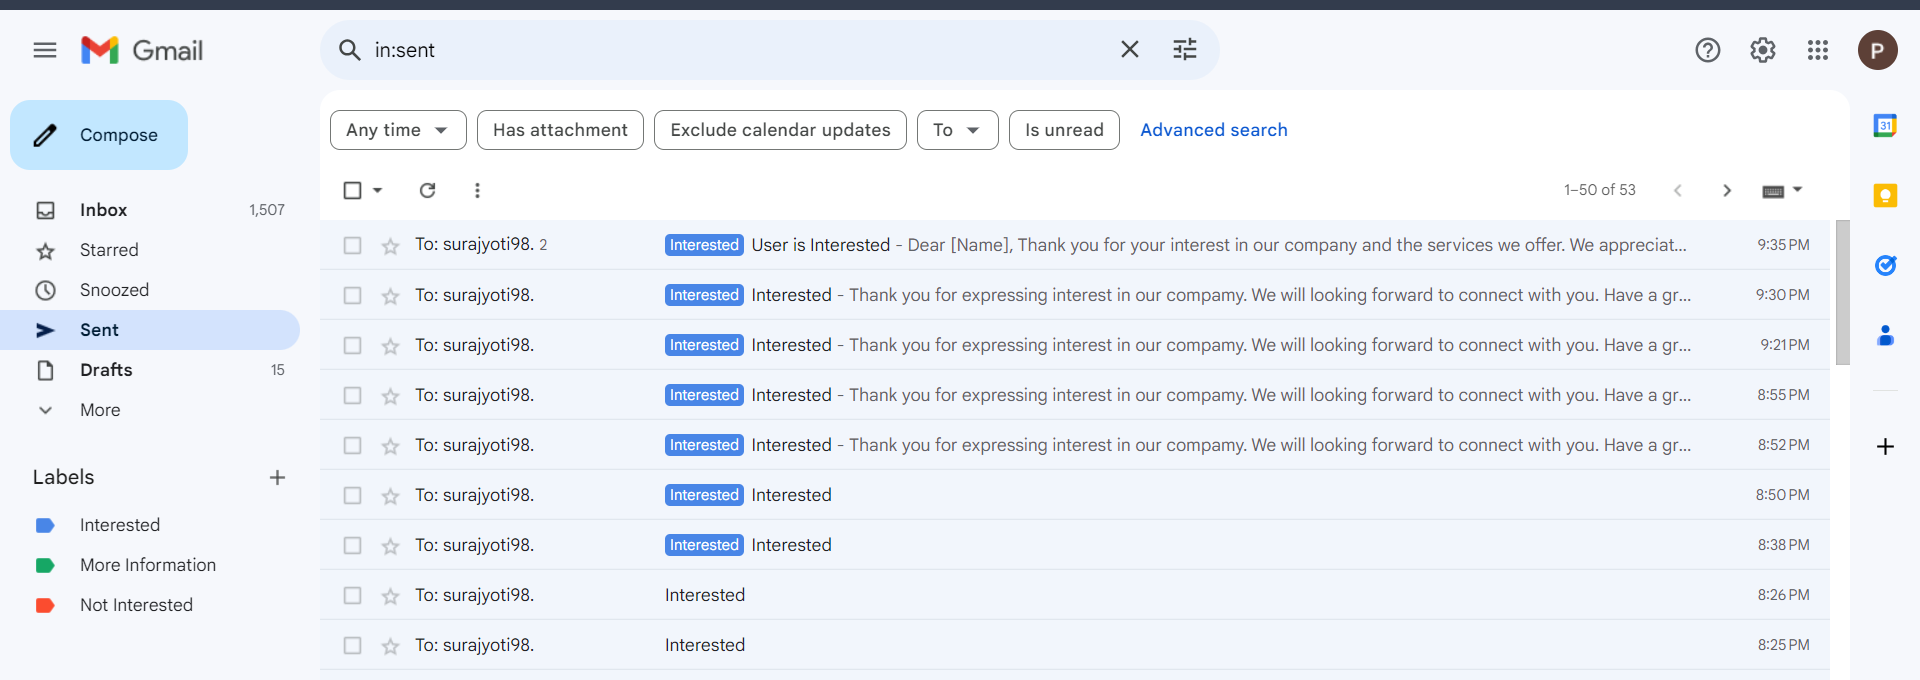 Gmail
in:sent
P
Compose
Any time
Has attachment
Exclude calendar updates
To
Is unread
Advanced search
31
1–50 of 53
Inbox 1,507
Starred
Snoozed
Sent
Drafts 15
More
Labels
Interested
More Information
Not Interested
To: surajyoti98. 2 Interested User is Interested - Dear [Name], Thank you for your interest in our company and the services we offer. We appreciat... 9:35 PM
To: surajyoti98. Interested Interested - Thank you for expressing interest in our compamy. We will looking forward to connect with you. Have a gr... 9:30 PM
To: surajyoti98. Interested Interested - Thank you for expressing interest in our compamy. We will looking forward to connect with you. Have a gr... 9:21 PM
To: surajyoti98. Interested Interested - Thank you for expressing interest in our compamy. We will looking forward to connect with you. Have a gr... 8:55 PM
To: surajyoti98. Interested Interested - Thank you for expressing interest in our compamy. We will looking forward to connect with you. Have a gr... 8:52 PM
To: surajyoti98. Interested Interested 8:50 PM
To: surajyoti98. Interested Interested 8:38 PM
To: surajyoti98. Interested 8:26 PM
To: surajyoti98. Interested 8:25 PM